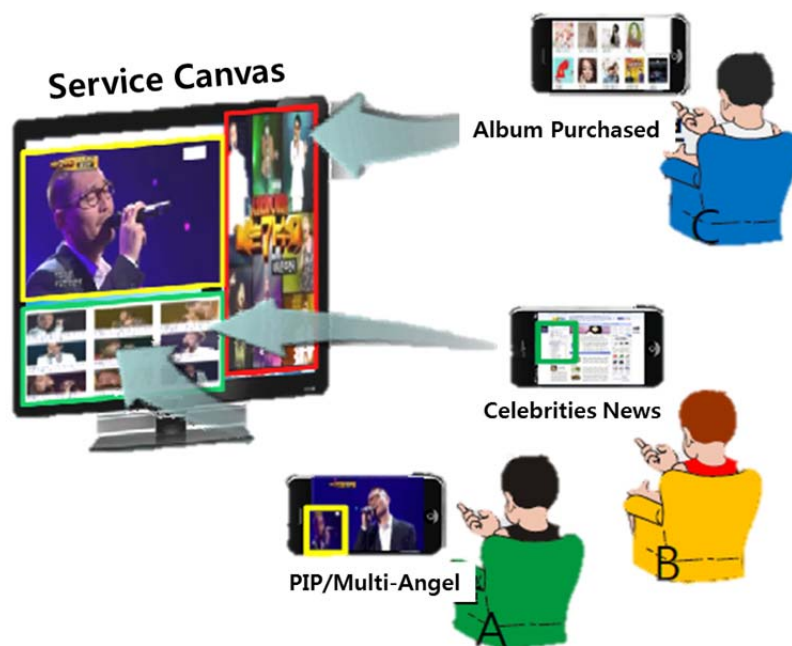 Service Canvas
Album Purchased
C
Celebrities News
B
PIP/Multi-Angel
A